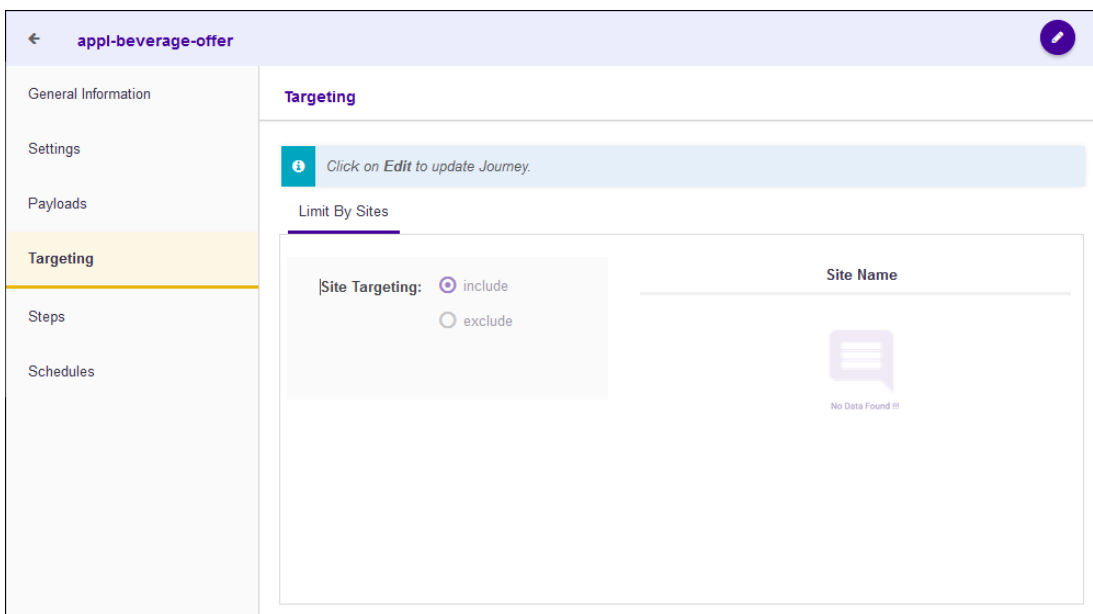 appl-beverage-offer
General Information
Settings
Payloads
Targeting
Steps
Schedules
Targeting
Click on Edit to update Journey.
Limit By Sites
Site Targeting:
include
exclude
Site Name
No Data Found !!!